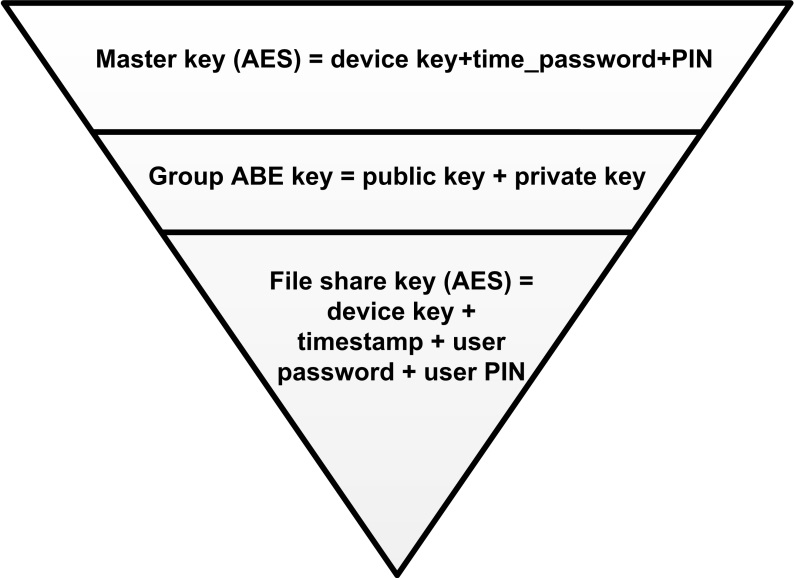 Master key (AES) = device key+time_password+PIN
Group ABE key = public key + private key
File share key (AES) =
device key +
timestamp + user
password + user PIN